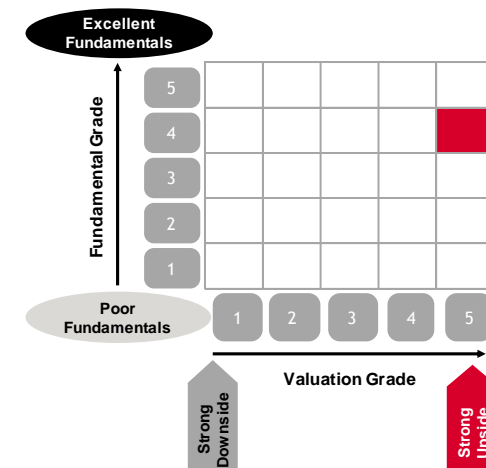 Excellent
Fundamentals
Fundamental Grade
5
4
3
2
1
Poor
Fundamentals
1
2
3
4
5
Valuation Grade
Strong
Downside
Strong
Upside